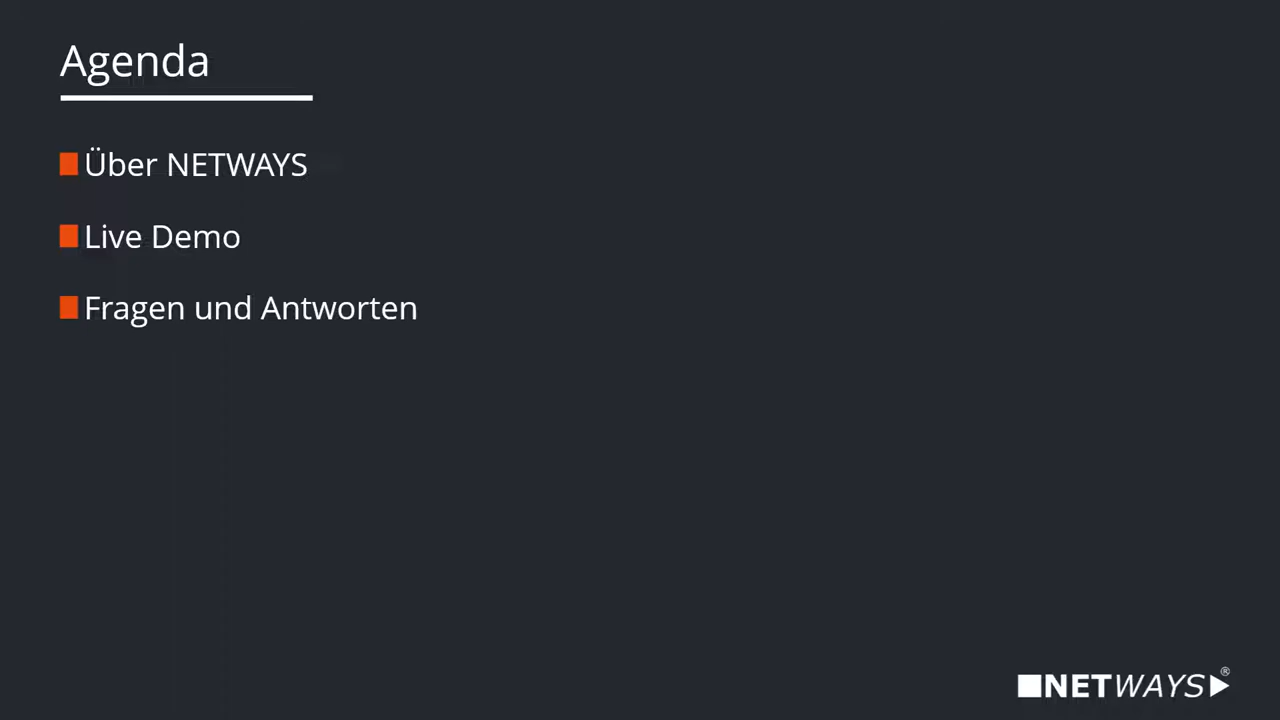 Agenda
Über NETWAYS
Live Demo
Fragen und Antworten
NETWAYS®